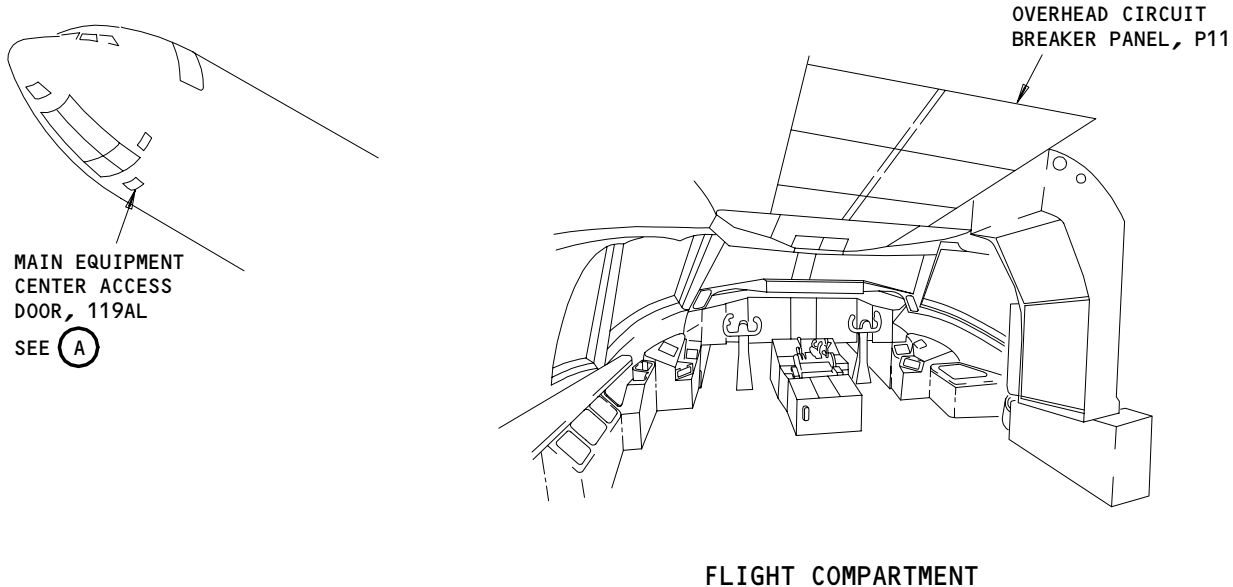 OVERHEAD CIRCUIT
BREAKER PANEL, P11
MAIN EQUIPMENT
CENTER ACCESS
DOOR, 119AL
SEE A
FLIGHT COMPARTMENT